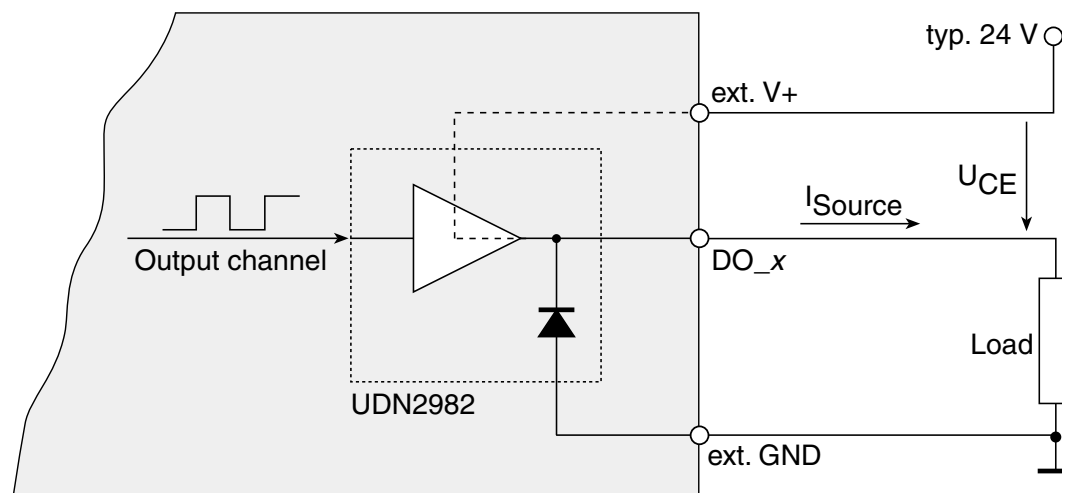 typ. 24 V
ext. V+
UCE
ISource
Output channel
DO_x
Load
UDN2982
ext. GND